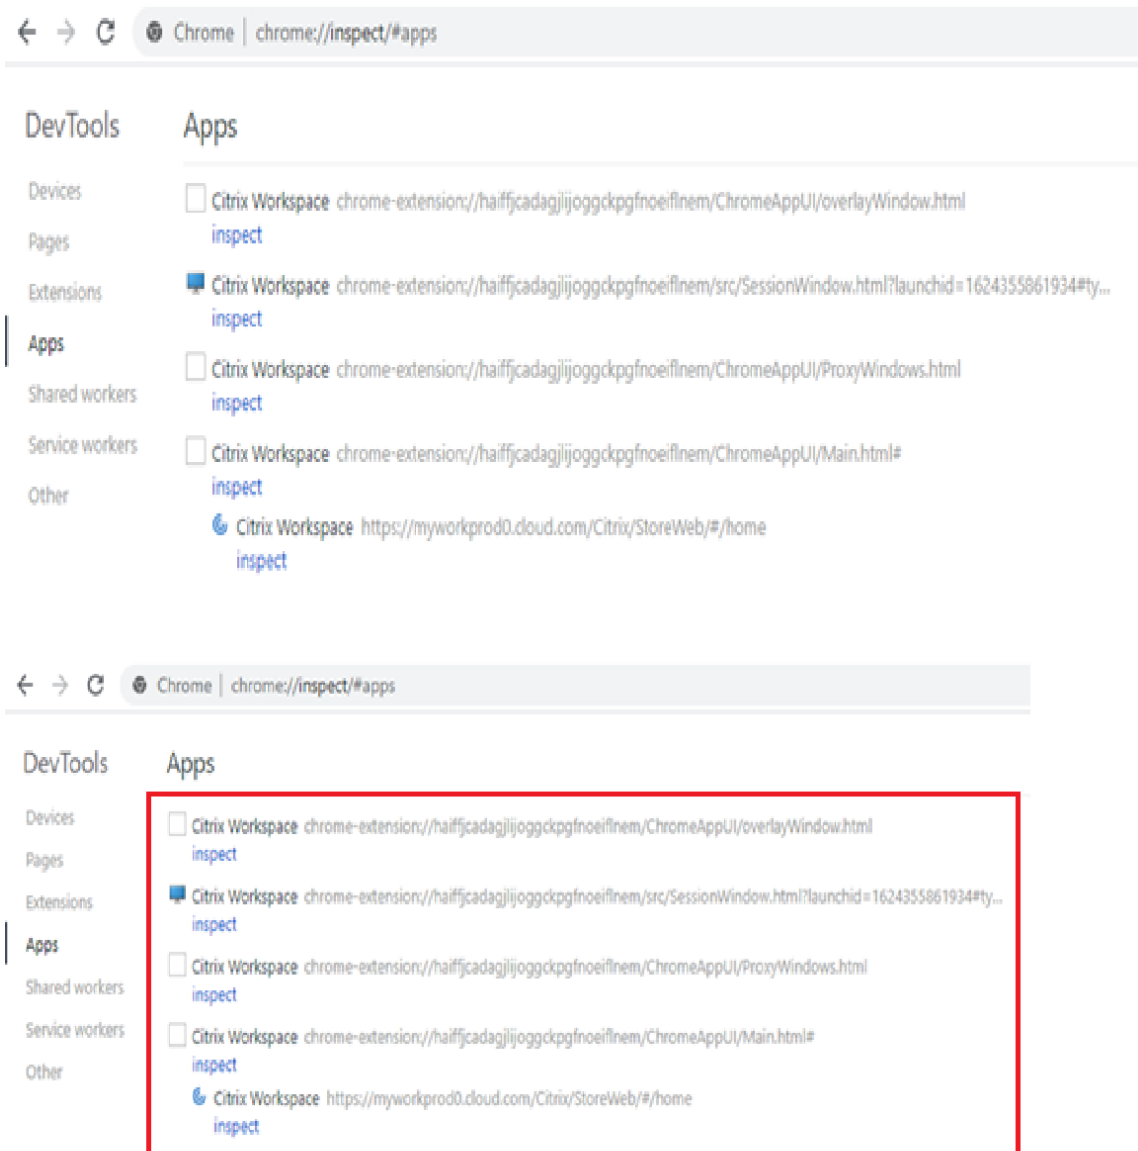 Chrome | chrome://inspect/#apps
DevTools
Apps
Devices
Pages
Extensions
Apps
Shared workers
Service workers
Other
Citrix Workspace chrome-extension://haiffjcadagjlijoggckpgfnoeiflnem/ChromeAppUI/overlayWindow.html
inspect
Citrix Workspace chrome-extension://haiffjcadagjlijoggckpgfnoeiflnem/src/SessionWindow.html?launchid=1624355861934#ty...
inspect
Citrix Workspace chrome-extension://haiffjcadagjlijoggckpgfnoeiflnem/ChromeAppUI/ProxyWindows.html
inspect
Citrix Workspace chrome-extension://haiffjcadagjlijoggckpgfnoeiflnem/ChromeAppUI/Main.html#
inspect
Citrix Workspace https://myworkprod0.cloud.com/Citrix/StoreWeb/#/home
inspect
Chrome | chrome://inspect/#apps
DevTools
Apps
Devices
Pages
Extensions
Apps
Shared workers
Service workers
Other
Citrix Workspace chrome-extension://haiffjcadagjlijoggckpgfnoeiflnem/ChromeAppUI/overlayWindow.html
inspect
Citrix Workspace chrome-extension://haiffjcadagjlijoggckpgfnoeiflnem/src/SessionWindow.html?launchid=1624355861934#ty...
inspect
Citrix Workspace chrome-extension://haiffjcadagjlijoggckpgfnoeiflnem/ChromeAppUI/ProxyWindows.html
inspect
Citrix Workspace chrome-extension://haiffjcadagjlijoggckpgfnoeiflnem/ChromeAppUI/Main.html#
inspect
Citrix Workspace https://myworkprod0.cloud.com/Citrix/StoreWeb/#/home
inspect